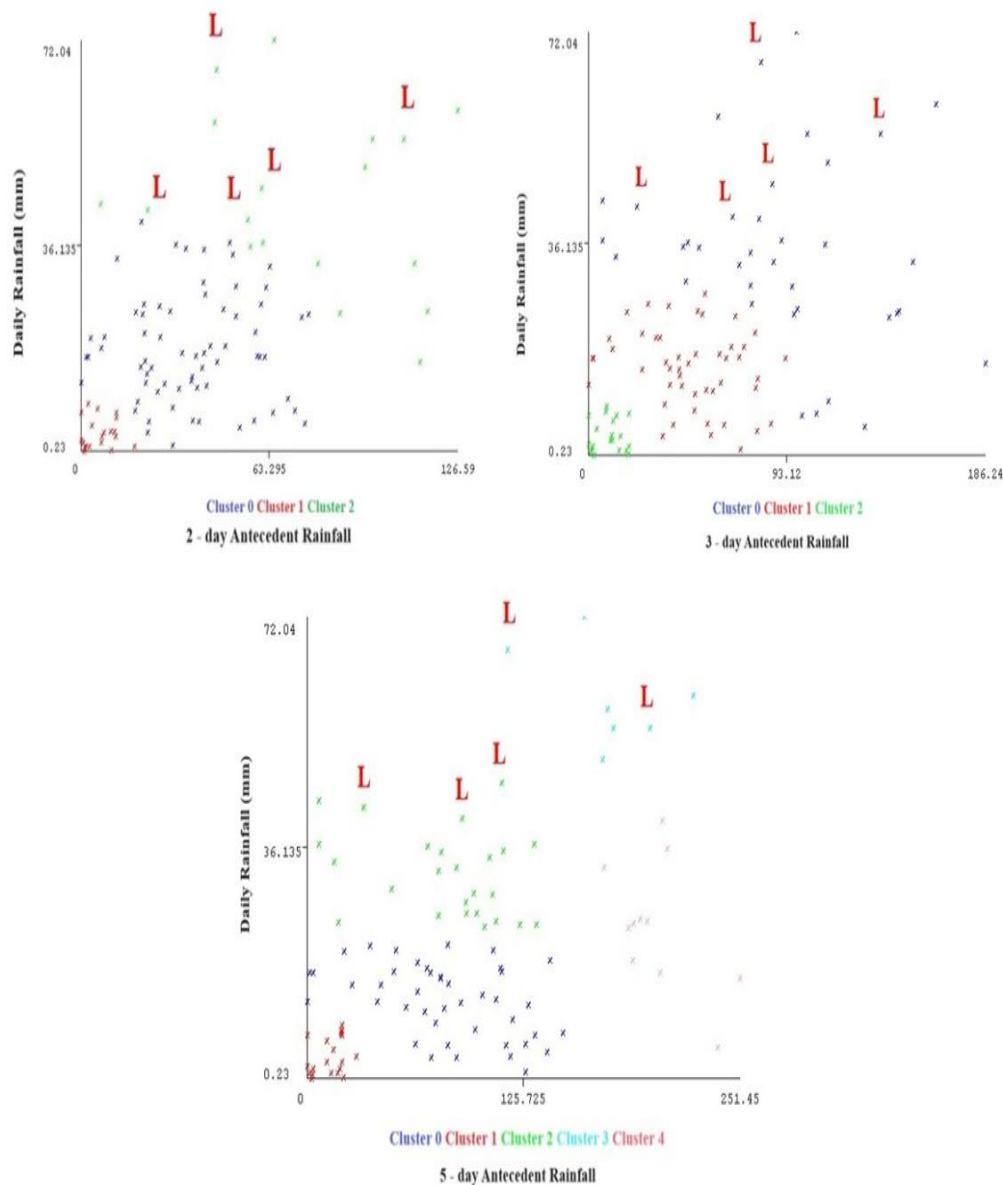 L
72.04
L
L
L
L
Daily Rainfall (mm)
36.135
0.23
0
63.295
126.59
Cluster 0 Cluster 1 Cluster 2
2 - day Antecedent Rainfall
L
72.04
L
L
L
L
Daily Rainfall (mm)
36.135
0.23
0
93.12
186.24
Cluster 0 Cluster 1 Cluster 2
3 - day Antecedent Rainfall
L
72.04
L
L
L
L
Daily Rainfall (mm)
36.135
0.23
0
125.725
251.45
Cluster 0 Cluster 1 Cluster 2 Cluster 3 Cluster 4
5 - day Antecedent Rainfall